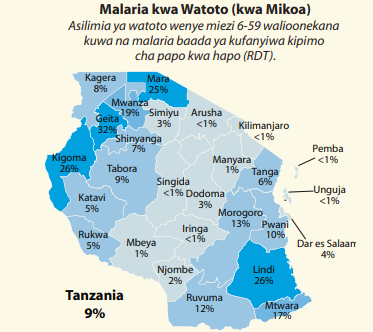 Malaria kwa Watoto (kwa Mikoa)
Asilimia ya watoto wenye miezi 6-59 walioonekana
kuwa na malaria baada ya kufanyiwa kipimo
cha papo kwa hapo (RDT).
Kagera
8%
Mara
25%
Mwanza
19%
Geita
32%
Simiyu
3%
Arusha
<1%
Kilimanjaro
<1%
Shinyanga
7%
Kigoma
26%
Tabora
9%
Singida
<1%
Manyara
1%
Tanga
6%
Pemba
<1%
Unguja
<1%
Dodoma
3%
Katavi
5%
Morogoro
13%
Pwani
10%
Dar es Salaam
4%
Rukwa
5%
Mbeya
1%
Iringa
<1%
Njombe
2%
Lindi
26%
Ruvuma
12%
Mtwara
17%
Tanzania
9%